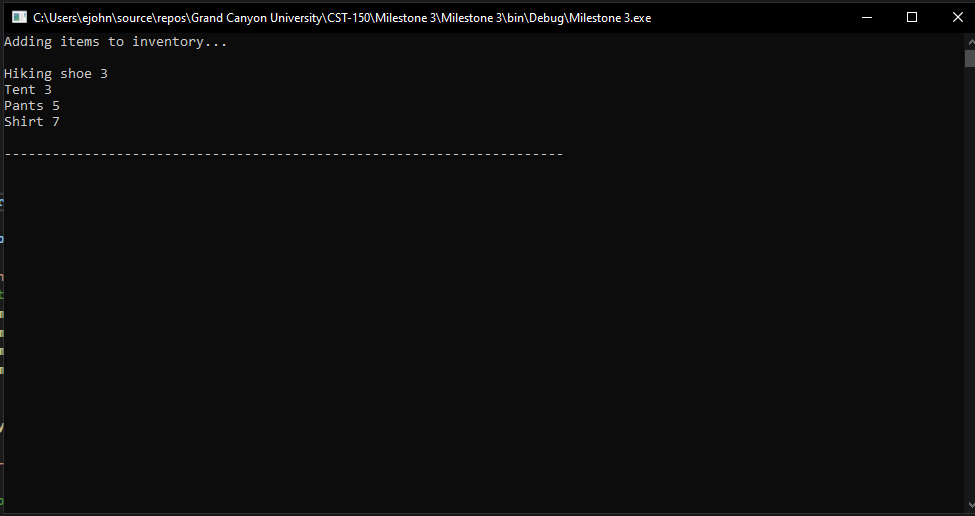 C:\Users\ejohn\source\repos\Grand Canyon University\CST-150\Milestone 3\Milestone 3\bin\Debug\Milestone 3.exe
Adding items to inventory...
Hiking shoe 3
Tent 3
Pants 5
Shirt 7
----------------------------------------------------------------------